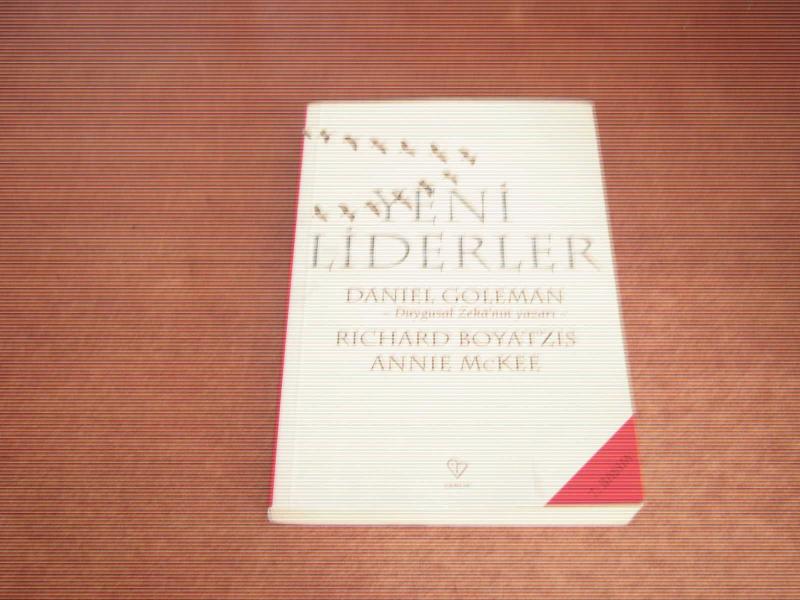 YENİ
LİDERLER
DANIEL GOLEMAN
– Duygusal Zekâ'nın yazarı –
RICHARD BOYATZIS
ANNIE McKEE